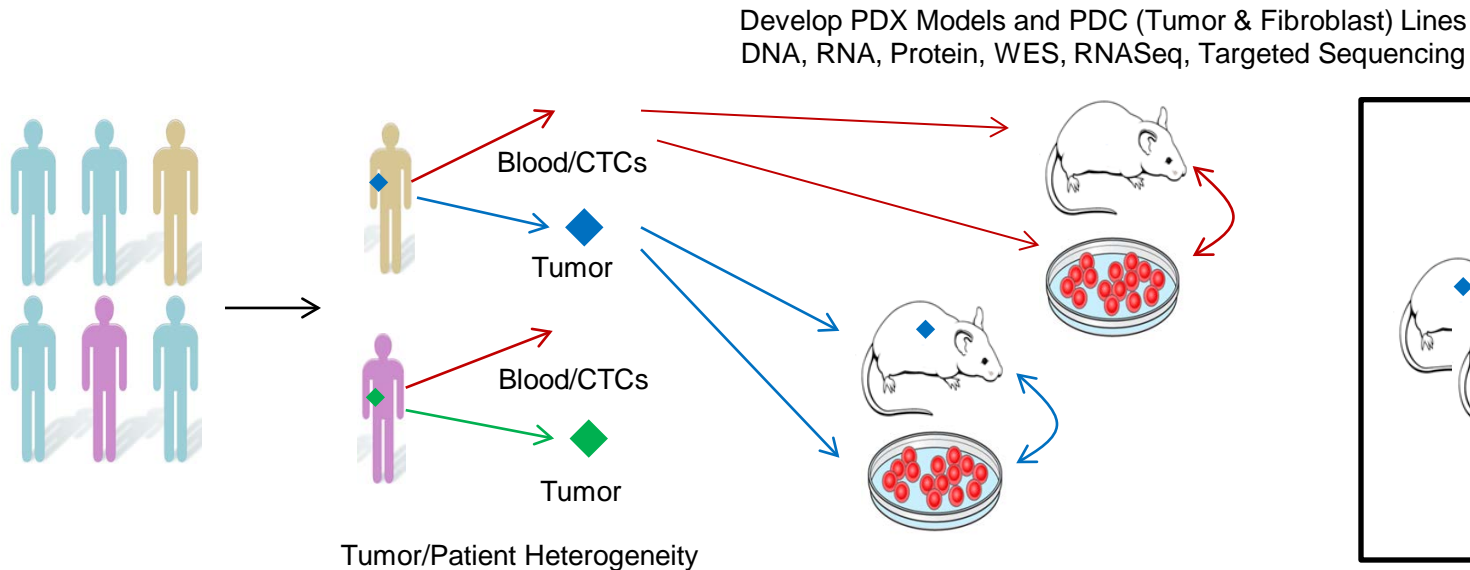 Develop PDX Models and PDC (Tumor & Fibroblast) Lines
DNA, RNA, Protein, WES, RNASeq, Targeted Sequencing
Blood/CTCs
Tumor
Blood/CTCs
Tumor
Tumor/Patient Heterogeneity